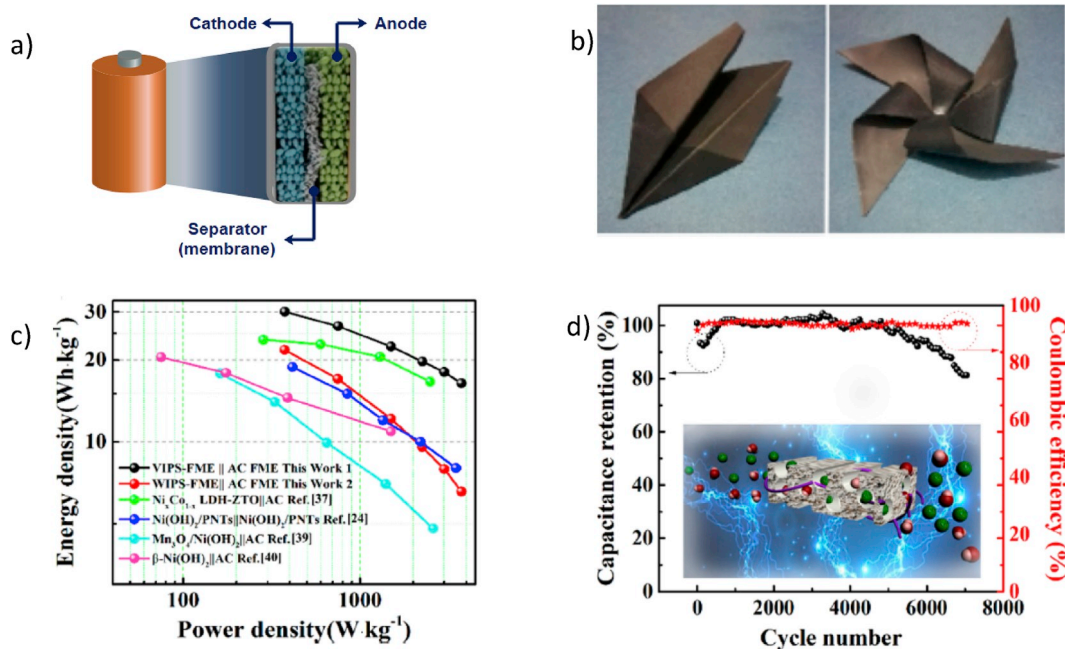 a)
Cathode
Anode
Separator
(membrane)
b)
c)
Energy density(Wh·kg⁻¹)
30
20
10
VIPS-FME || AC FME This Work 1
WIPS-FME|| AC FME This Work 2
NiₓCo₁₋ₓ LDH-ZTO||AC Ref.[37]
Ni(OH)₂/PNTs||Ni(OH)₂/PNTs Ref.[24]
Mn₃O₄/Ni(OH)₂||AC Ref.[39]
β-Ni(OH)₂||AC Ref.[40]
100
1000
Power density(W·kg⁻¹)
d)
Capacitance retention (%)
100
80
60
40
20
0
0
2000
4000
6000
8000
Cycle number
100
80
60
40
20
0
Coulombic efficiency (%)